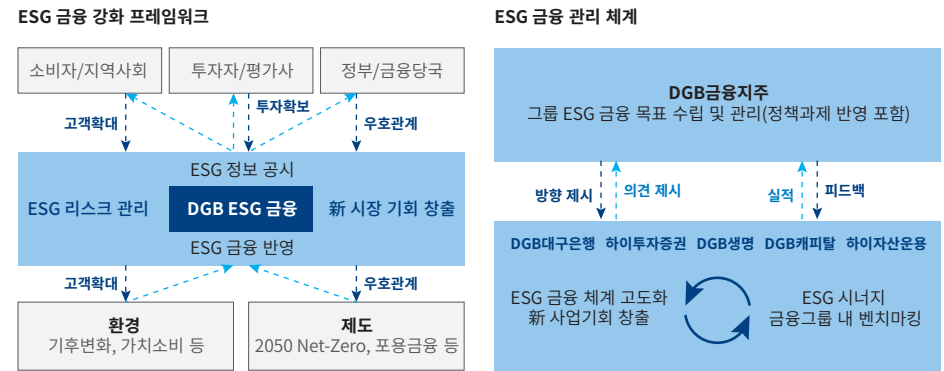 ESG 금융 강화 프레임워크
소비자/지역사회
투자자/평가사
정부/금융당국
고객확대
투자확보
우호관계
ESG 정보 공시
ESG 리스크 관리
DGB ESG 금융
新 시장 기회 창출
ESG 금융 반영
고객확대
우호관계
환경
기후변화, 가치소비 등
제도
2050 Net-Zero, 포용금융 등
ESG 금융 관리 체계
DGB금융지주
그룹 ESG 금융 목표 수립 및 관리(정책과제 반영 포함)
방향 제시
의견 제시
실적
피드백
DGB대구은행 하이투자증권 DGB생명 DGB캐피탈 하이자산운용
ESG 금융 체계 고도화
新 사업기회 창출
ESG 시너지
금융그룹 내 벤치마킹